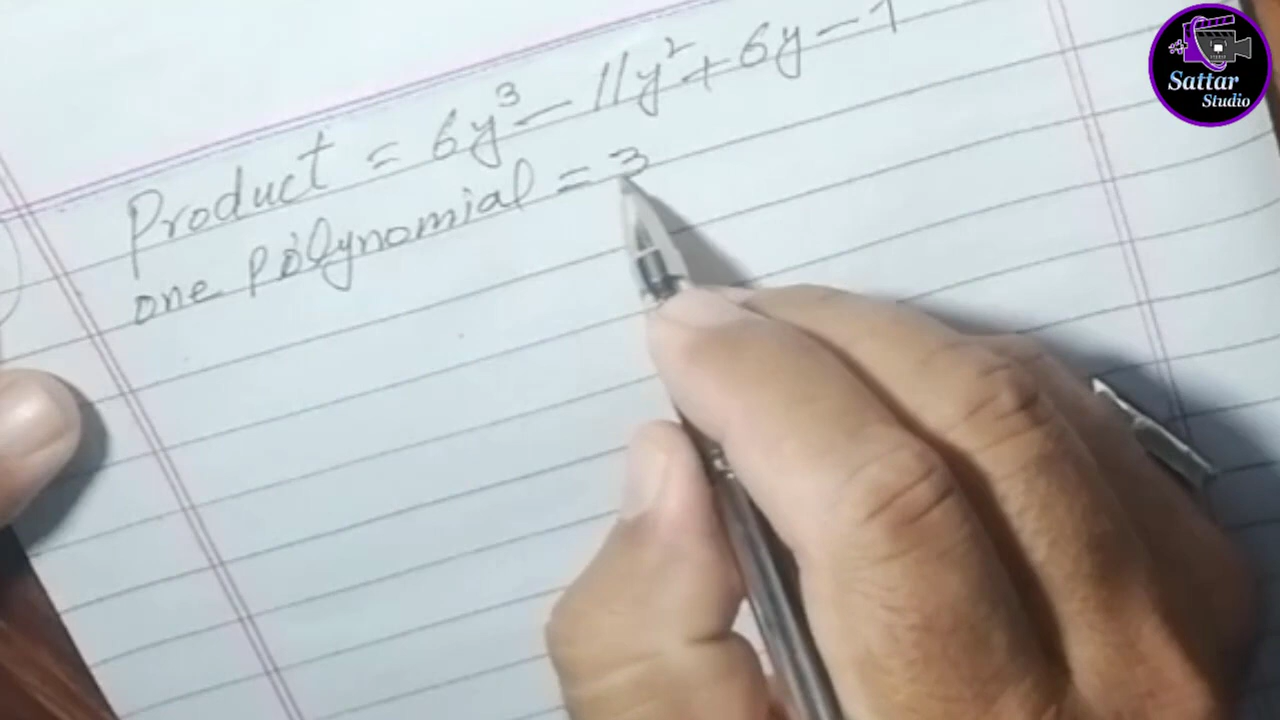 Product = 6y³ - 11y² + 6y - 1
one polynomial = 3
Sattar
Studio